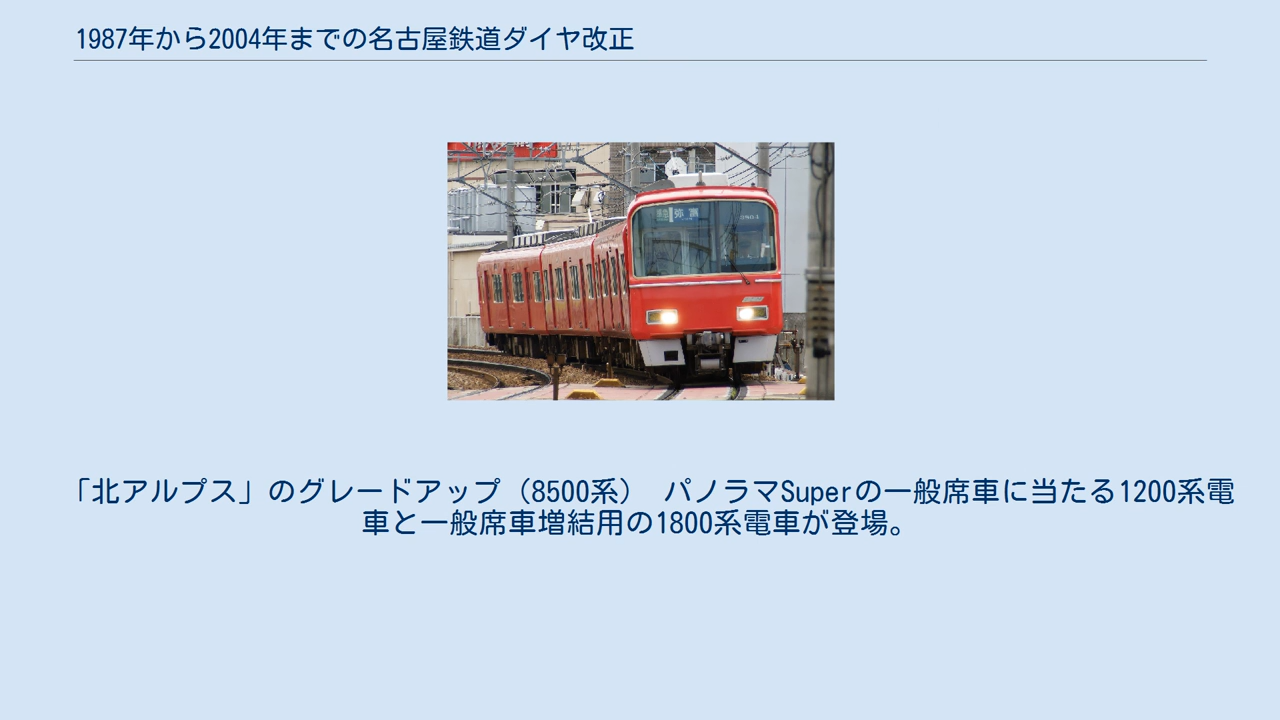 1987年から2004年までの名古屋鉄道ダイヤ改正
弥富
「北アルプス」のグレードアップ（8500系）　パノラマSuperの一般席車に当たる1200系電
車と一般席車増結用の1800系電車が登場。